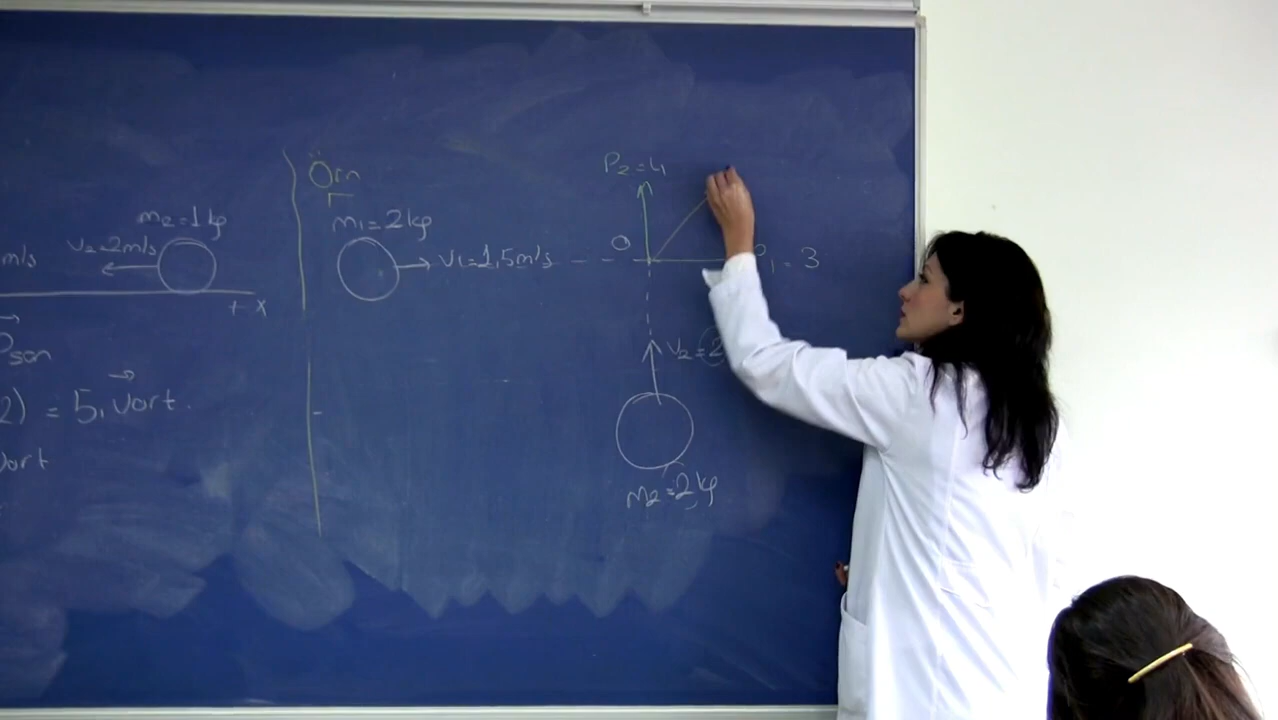 m2=1kg
v2=2m/s
m/s
+ x
Pson
2) = 5. vort.
vort
Örn
m1=2kg
v1=1,5m/s
P2=4
O
P1 = 3
v2=2
m2=2kg